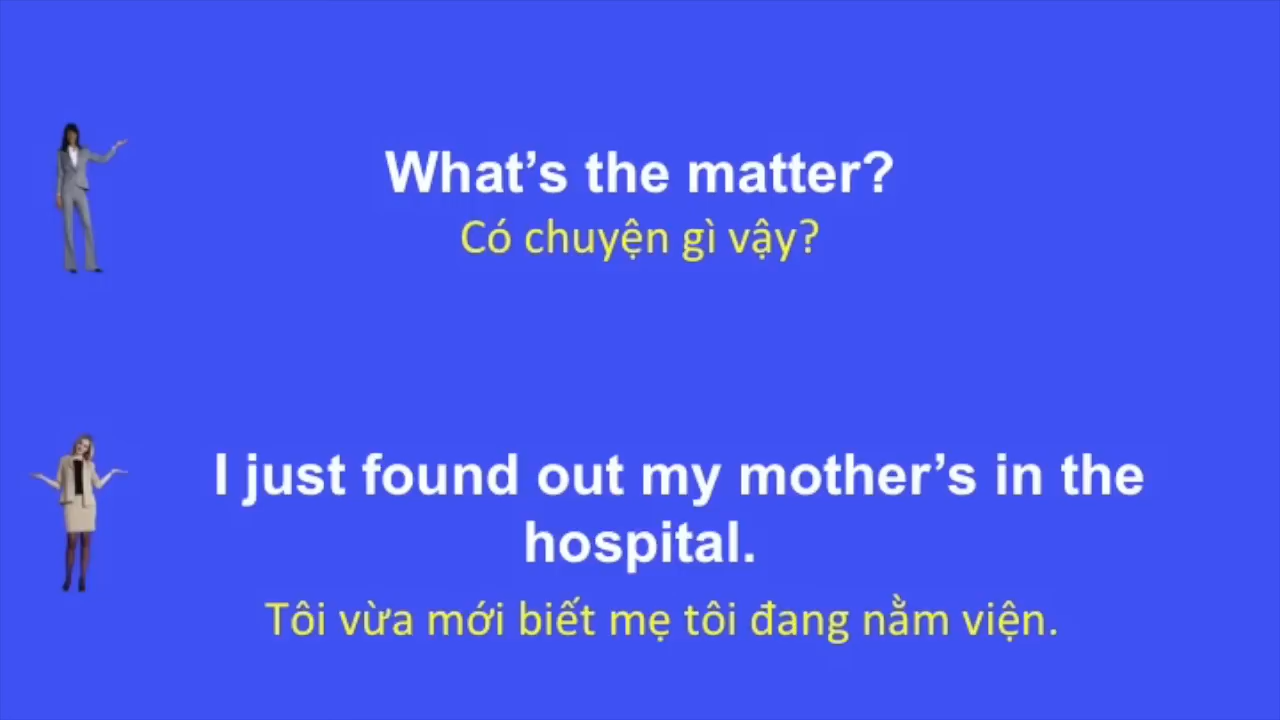 What’s the matter?
Có chuyện gì vậy?
I just found out my mother’s in the
hospital.
Tôi vừa mới biết mẹ tôi đang nằm viện.